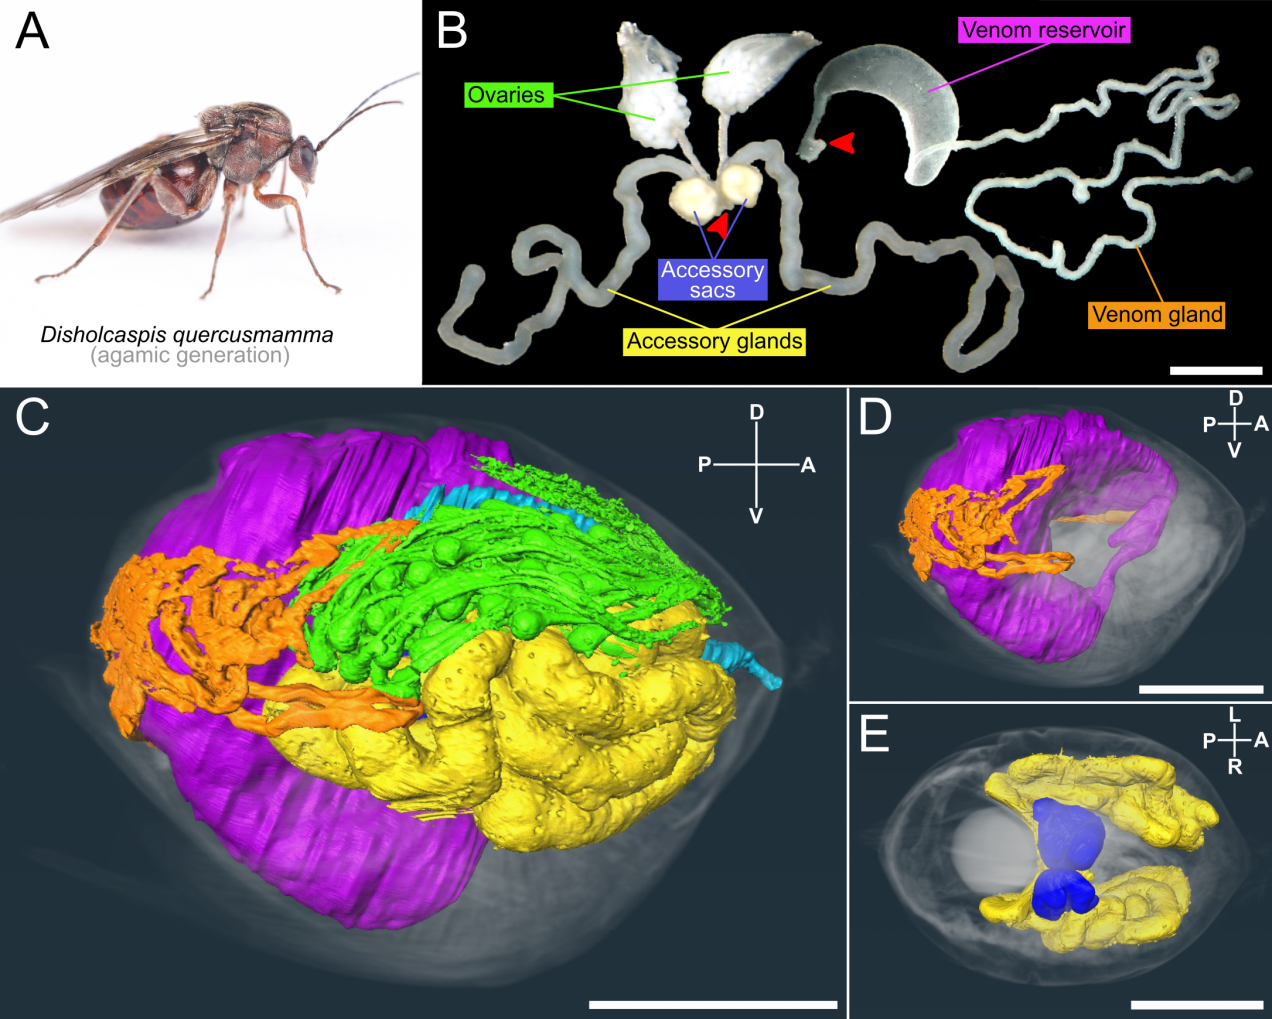 A
Disholcaspis quercusmamma
(agamic generation)
B
Venom reservoir
Ovaries
Accessory
sacs
Venom gland
Accessory glands
C
D
P A
V
D
D
P A
V
E
L
P A
R